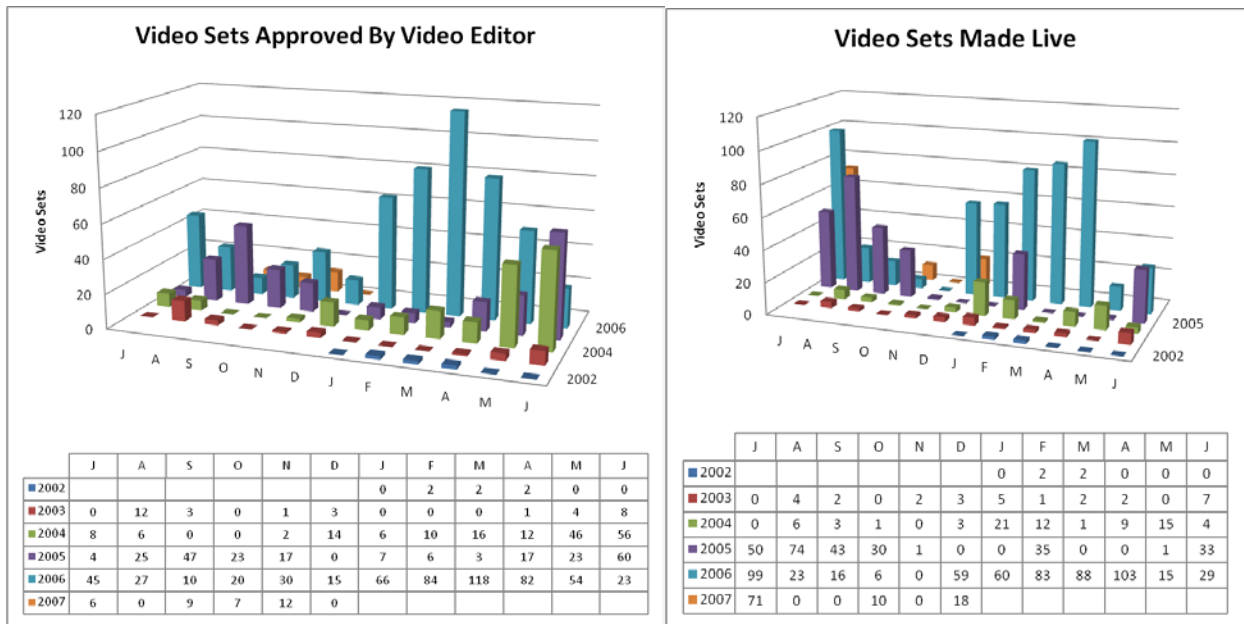 Video Sets Approved By Video Editor
120
100
80
60
40
20
0
Video Sets
J A S O N D J F M A M J
2006
2004
2002
J A S O N D J F M A M J
2002 0 2 2 2 0 0
2003 0 12 3 0 1 3 0 0 0 1 4 8
2004 8 6 0 0 2 14 6 10 16 12 46 56
2005 4 25 47 23 17 0 7 6 3 17 23 60
2006 45 27 10 20 30 15 66 84 118 82 54 23
2007 6 0 9 7 12 0
Video Sets Made Live
120
100
80
60
40
20
0
Video Sets
J A S O N D J F M A M J
2005
2002
J A S O N D J F M A M J
2002 0 2 2 0 0 0
2003 0 4 2 0 2 3 5 1 2 2 0 7
2004 0 6 3 1 0 3 21 12 1 9 15 4
2005 50 74 43 30 1 0 0 35 0 0 1 33
2006 99 23 16 6 0 59 60 83 88 103 15 29
2007 71 0 0 10 0 18